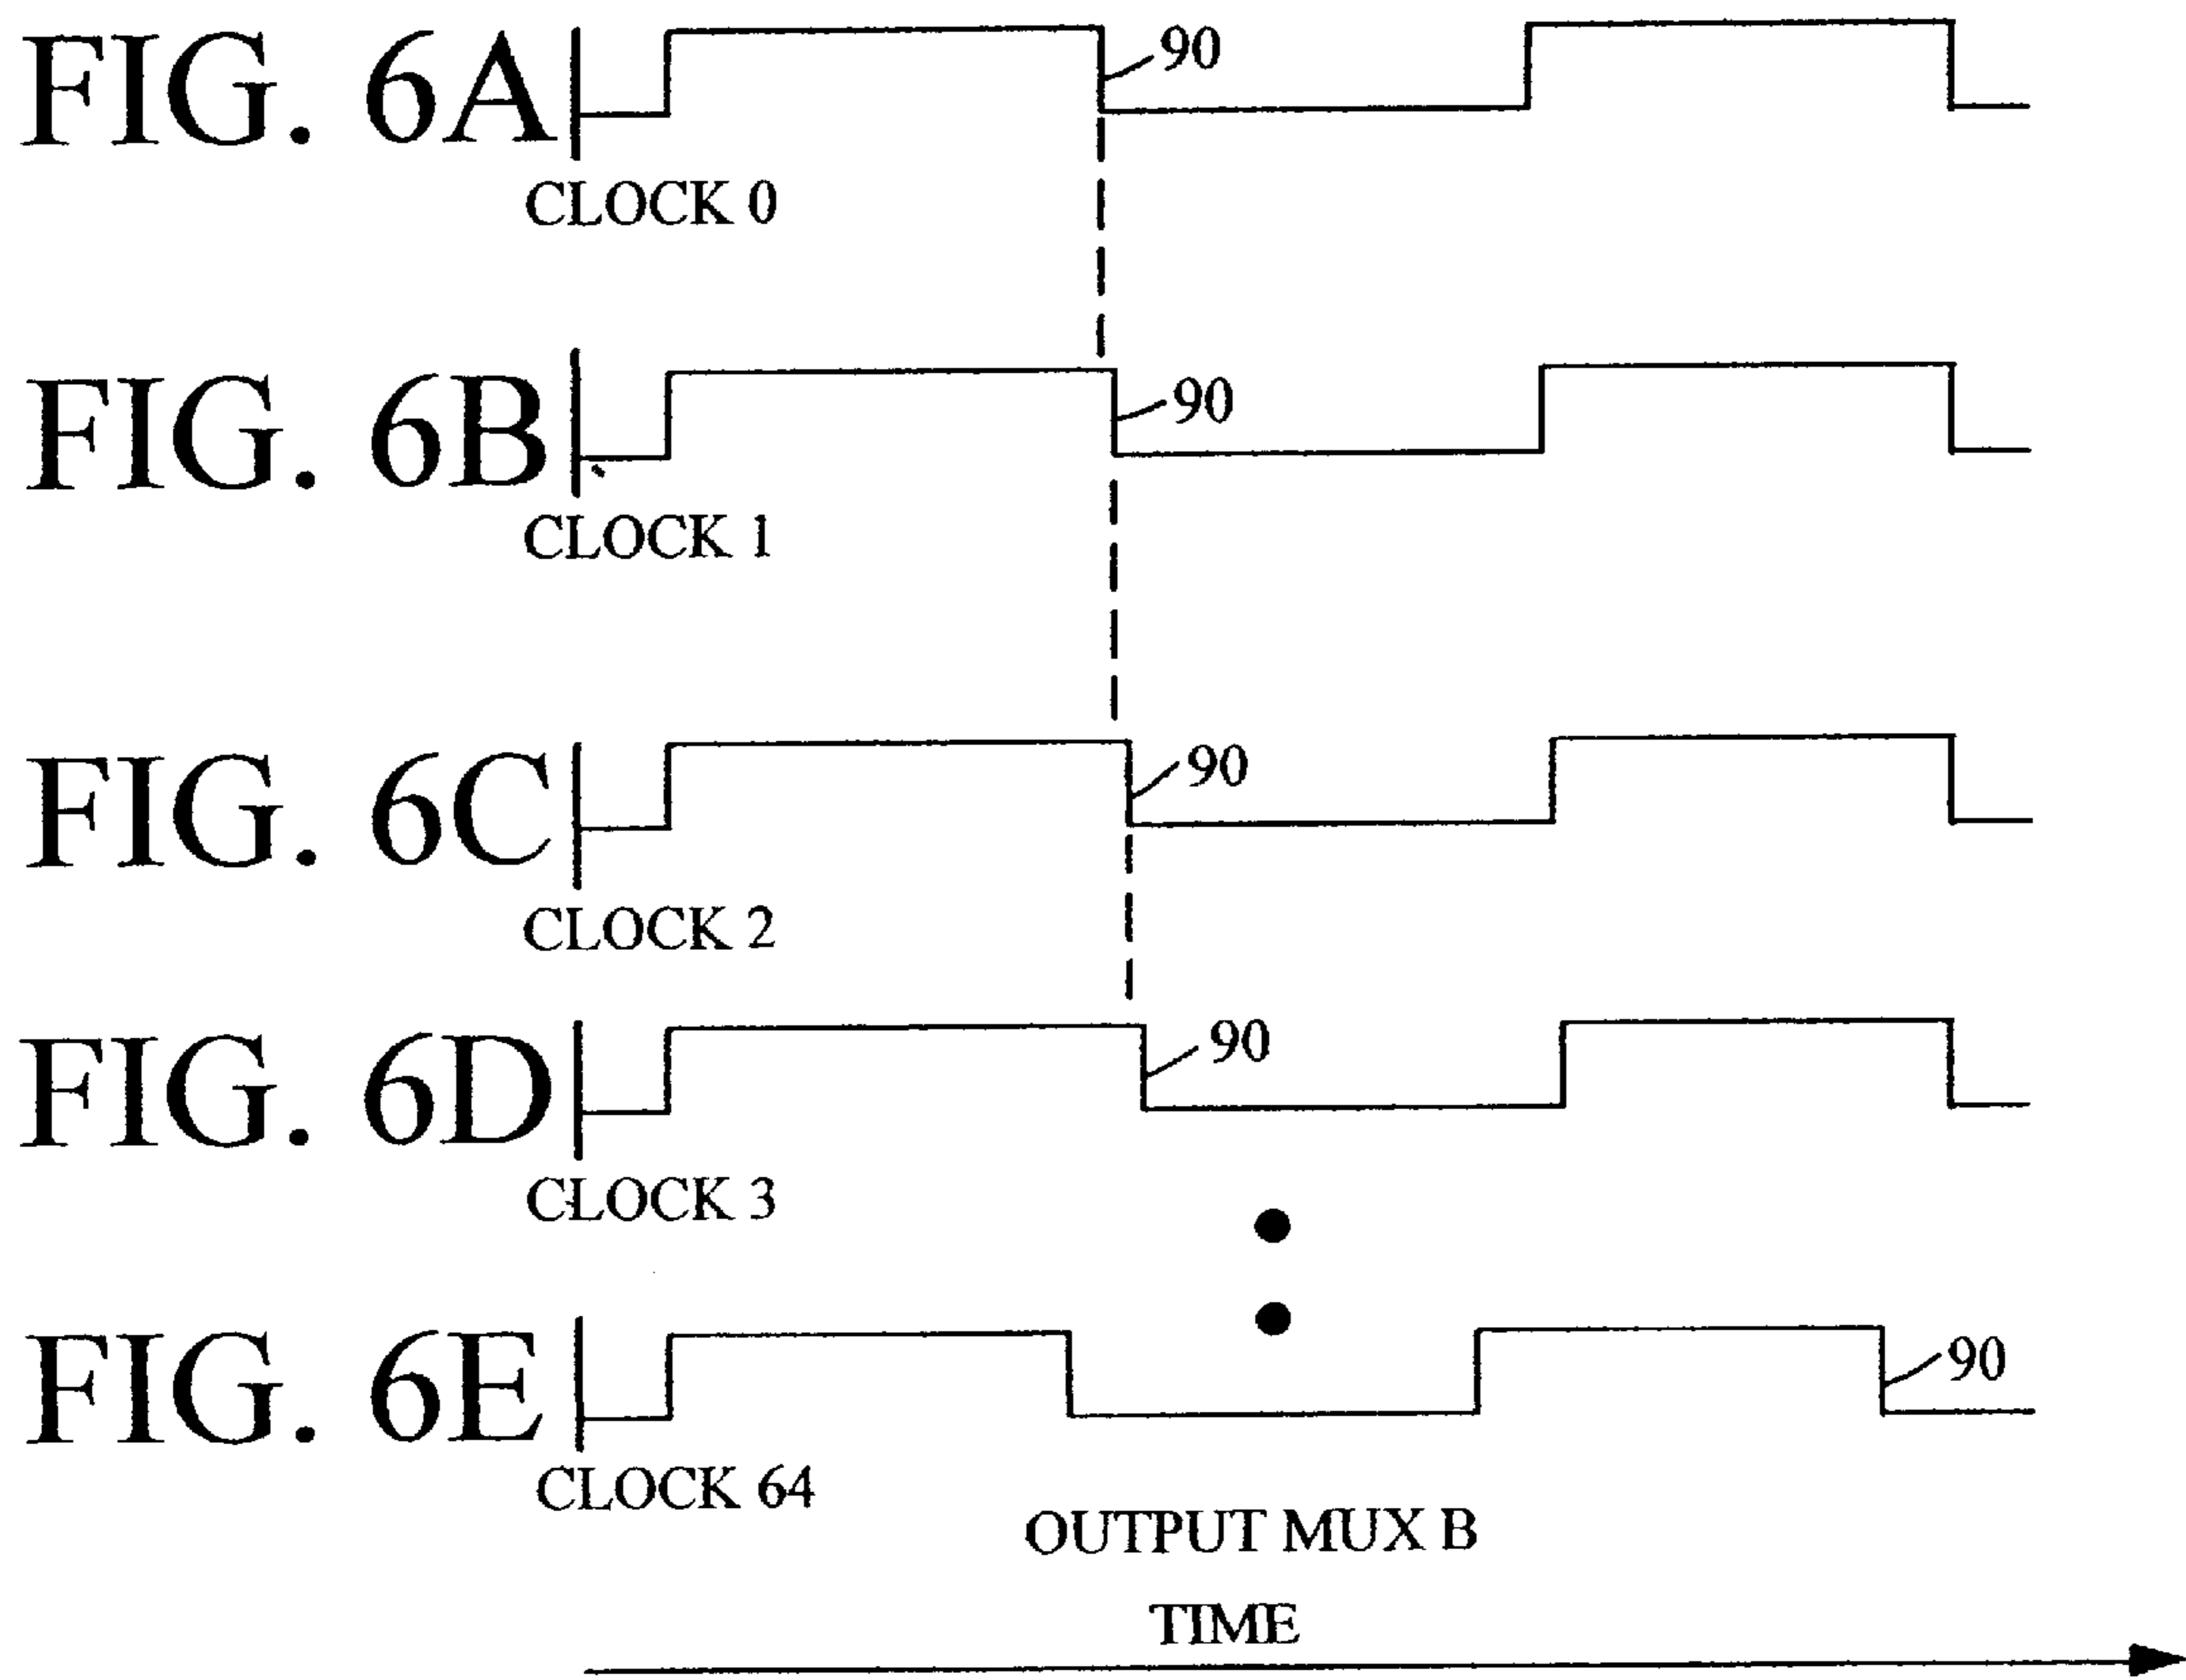 FIG. 6A
90
CLOCK 0
FIG. 6B
90
CLOCK 1
FIG. 6C
90
CLOCK 2
FIG. 6D
90
CLOCK 3
FIG. 6E
90
CLOCK 64
OUTPUT MUX B
TIME